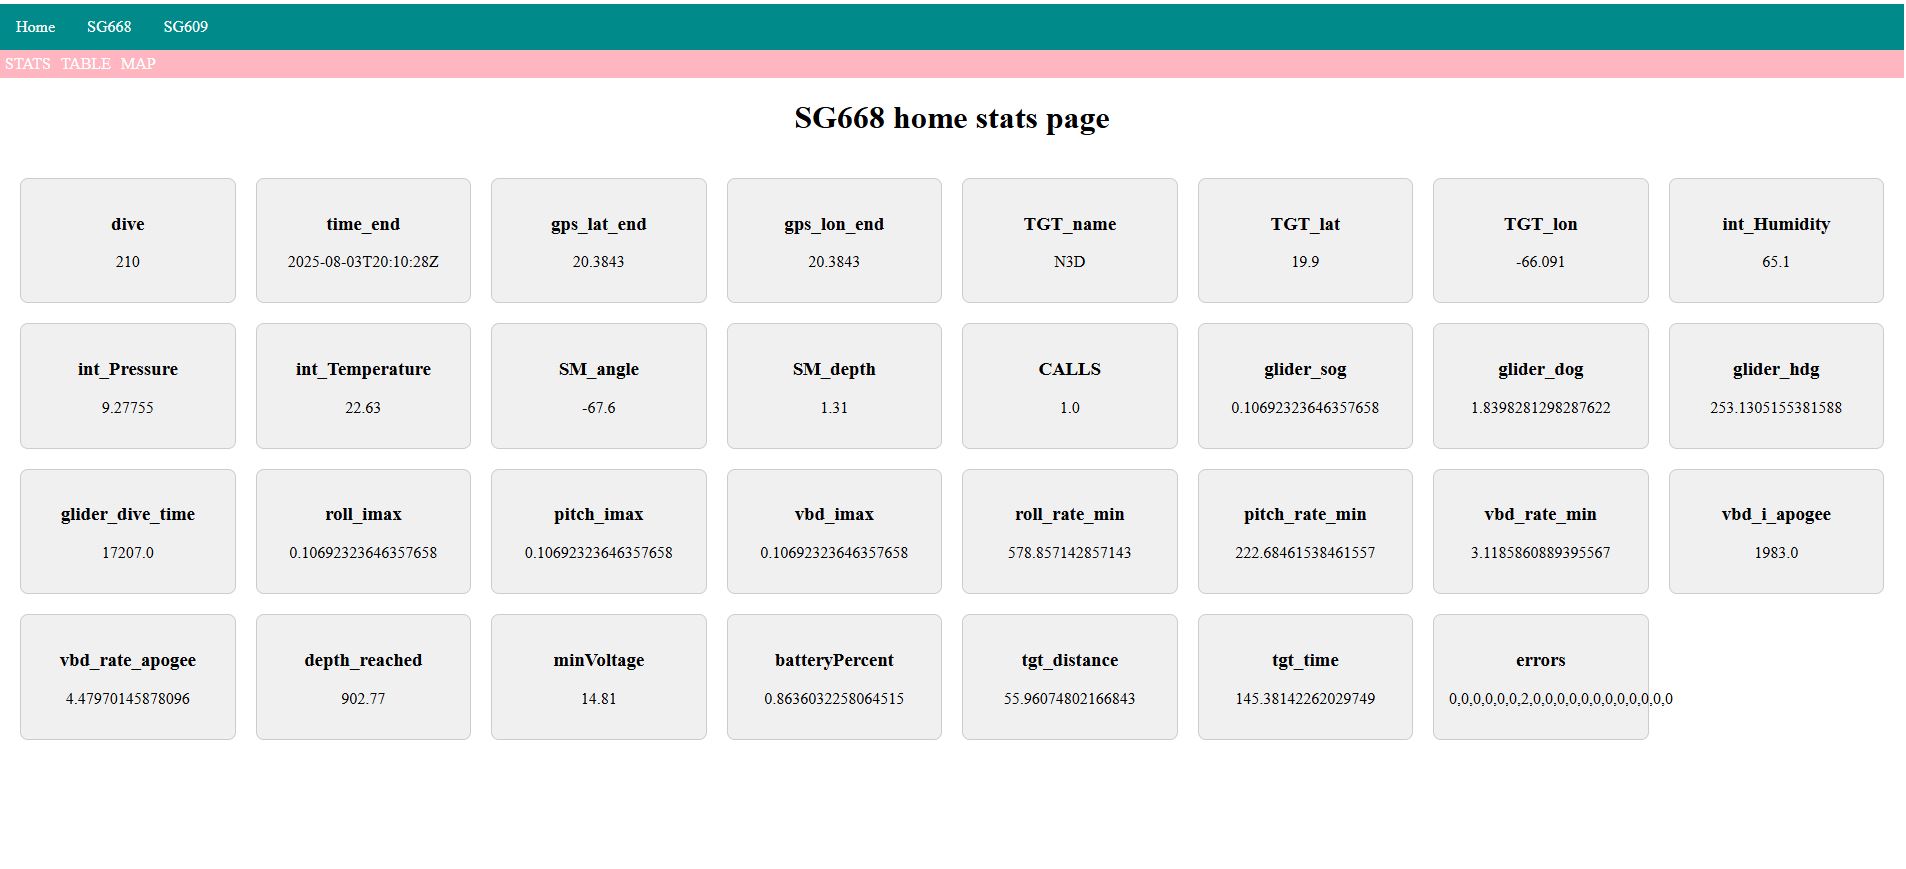 Home SG668 SG609
STATS TABLE MAP
SG668 home stats page
dive time_end gps_lat_end gps_lon_end TGT_name TGT_lat TGT_lon int_Humidity
210 2025-08-03T20:10:28Z 20.3843 20.3843 N3D 19.9 -66.091 65.1
int_Pressure int_Temperature SM_angle SM_depth CALLS glider_sog glider_dog glider_hdg
9.27755 22.63 -67.6 1.31 1.0 0.10692323646357658 1.8398281298287622 253.1305155381588
glider_dive_time roll_imax pitch_imax vbd_imax roll_rate_min pitch_rate_min vbd_rate_min vbd_i_apogee
17207.0 0.10692323646357658 0.10692323646357658 0.10692323646357658 578.857142857143 222.68461538461557 3.1185860889395567 1983.0
vbd_rate_apogee depth_reached minVoltage batteryPercent tgt_distance tgt_time errors
4.47970145878096 902.77 14.81 0.8636032258064515 55.96074802166843 145.38142262029749 0,0,0,0,0,0,2,0,0,0,0,0,0,0,0,0,0,0,0